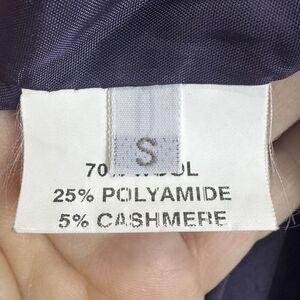 S
70% WOOL
25% POLYAMIDE
5% CASHMERE